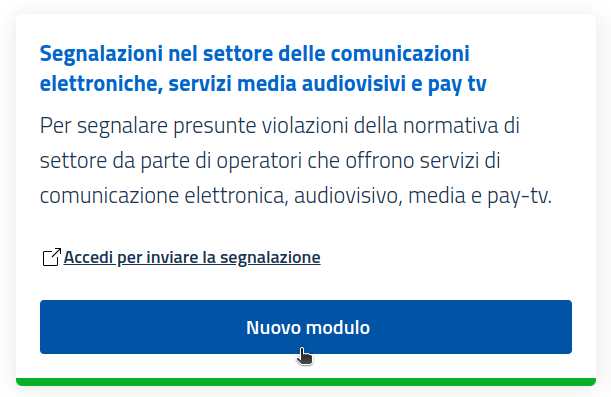 Segnalazioni nel settore delle comunicazioni
elettroniche, servizi media audiovisivi e pay tv
Per segnalare presunte violazioni della normativa di
settore da parte di operatori che offrono servizi di
comunicazione elettronica, audiovisivo, media e pay-tv.
Accedi per inviare la segnalazione
Nuovo modulo